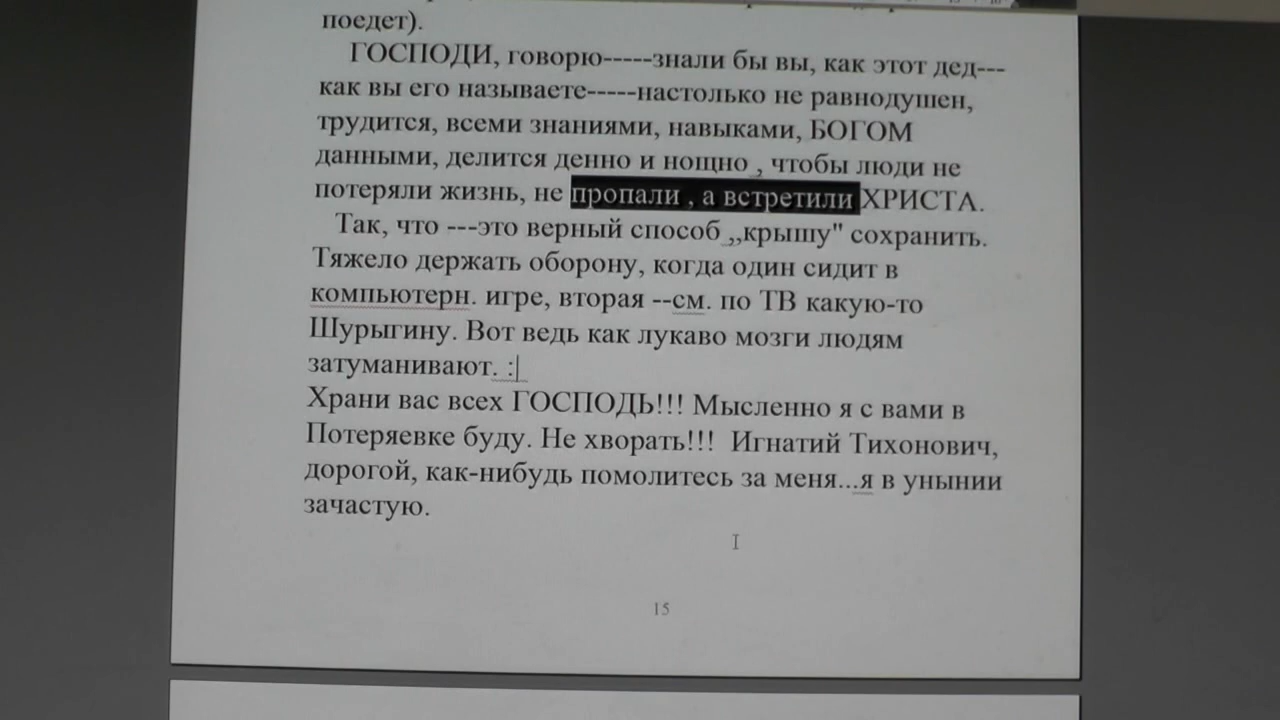 поедет).
ГОСПОДИ, говорю-----знали бы вы, как этот дед---
как вы его называете-----настолько не равнодушен,
трудится, всеми знаниями, навыками, БОГОМ
данными, делится денно и нощно , чтобы люди не
потеряли жизнь, не пропали , а встретили ХРИСТА.
Так, что ---это верный способ ,,крышу" сохранить.
Тяжело держать оборону, когда один сидит в
компьютерн. игре, вторая --см. по ТВ какую-то
Шурыгину. Вот ведь как лукаво мозги людям
затуманивают. :|
Храни вас всех ГОСПОДЬ!!! Мысленно я с вами в
Потеряевке буду. Не хворать!!! Игнатий Тихонович,
дорогой, как-нибудь помолитесь за меня...я в унынии
зачастую.
15